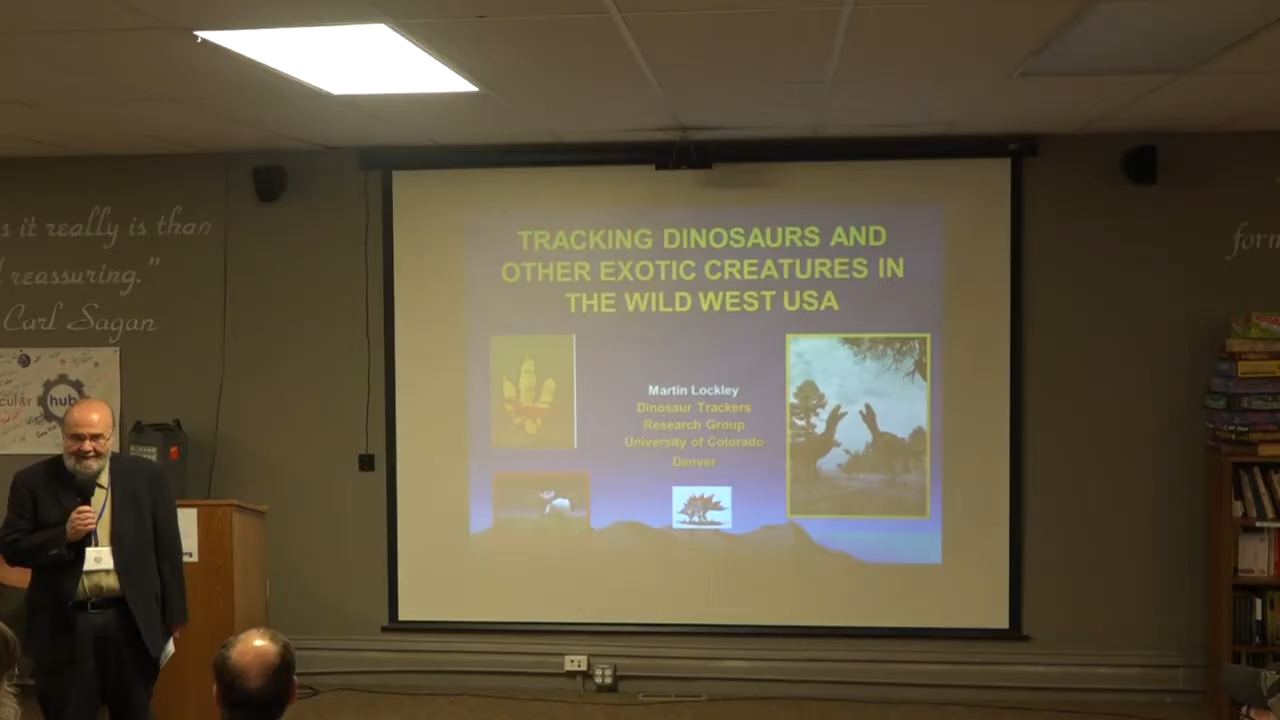 s it really is than
reassuring."
Carl Sagan
cular hub
TRACKING DINOSAURS AND
OTHER EXOTIC CREATURES IN
THE WILD WEST USA
Martin Lockley
Dinosaur Trackers
Research Group
University of Colorado
Denver
form